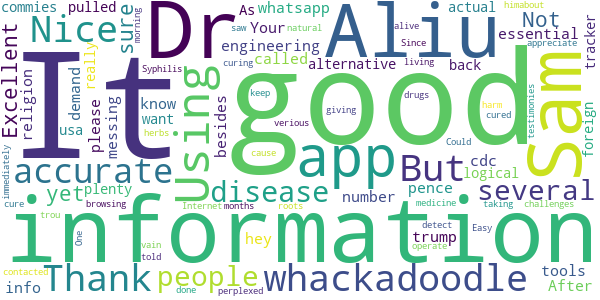 commies pulled whatsapp As saw alive natural
morning
Nice sure Dr Aliu Your actual Not essential
engineering Since appreciate himabout
Excellent religion really Syphilis curing called alternative living back tracker
demand know want keep giving drugs
usa please messing herbs
It Using besides good cause verious cured harm Sam foreign
testimonies
accurate app But cdc Could logical
immediately yet plenty disease number pence several
cure trou browsing Internet months roots medicine taking challenges
One information
hey trump detect Easy operate
info vain told
Thank people whackadoodle tools After
contacted done perplexed